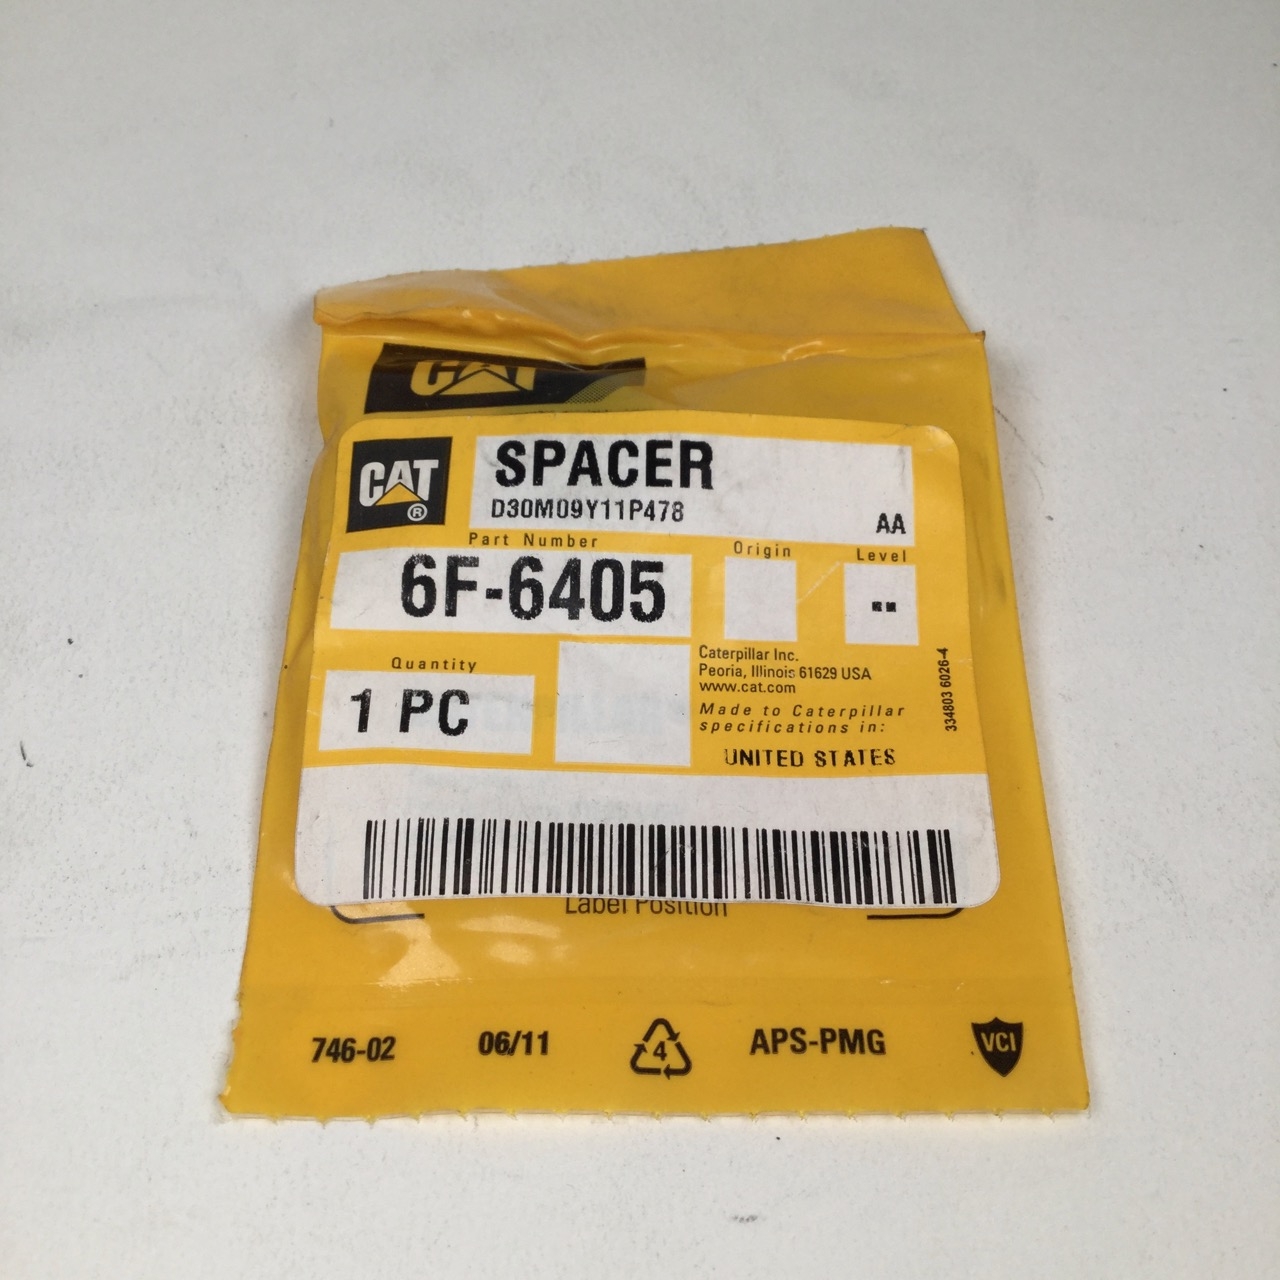 CAT
CAT ®
SPACER
D30M09Y11P478
AA
Part Number
Origin
Level
6F-6405
--
Quantity
1 PC
Caterpillar Inc.
Peoria, Illinois 61629 USA
www.cat.com
Made to Caterpillar
specifications in:
UNITED STATES
334803 6026-4
Label Position
746-02
06/11
4
APS-PMG
VCI